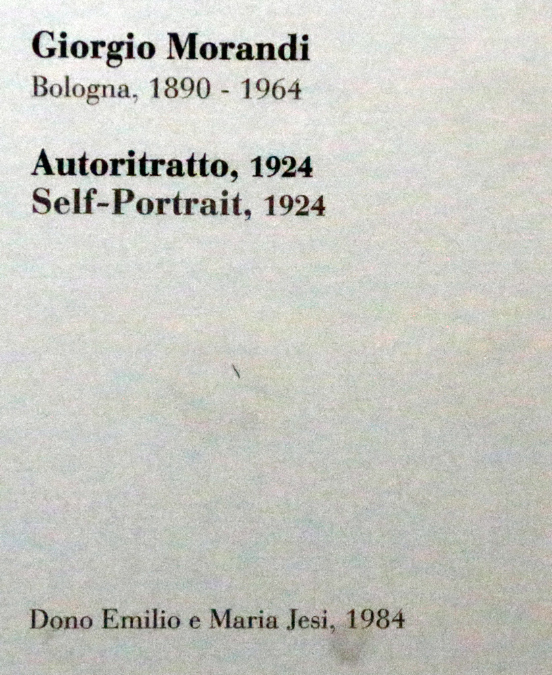 Giorgio Morandi
Bologna, 1890 - 1964
Autoritratto, 1924
Self-Portrait, 1924
Dono Emilio e Maria Jesi, 1984